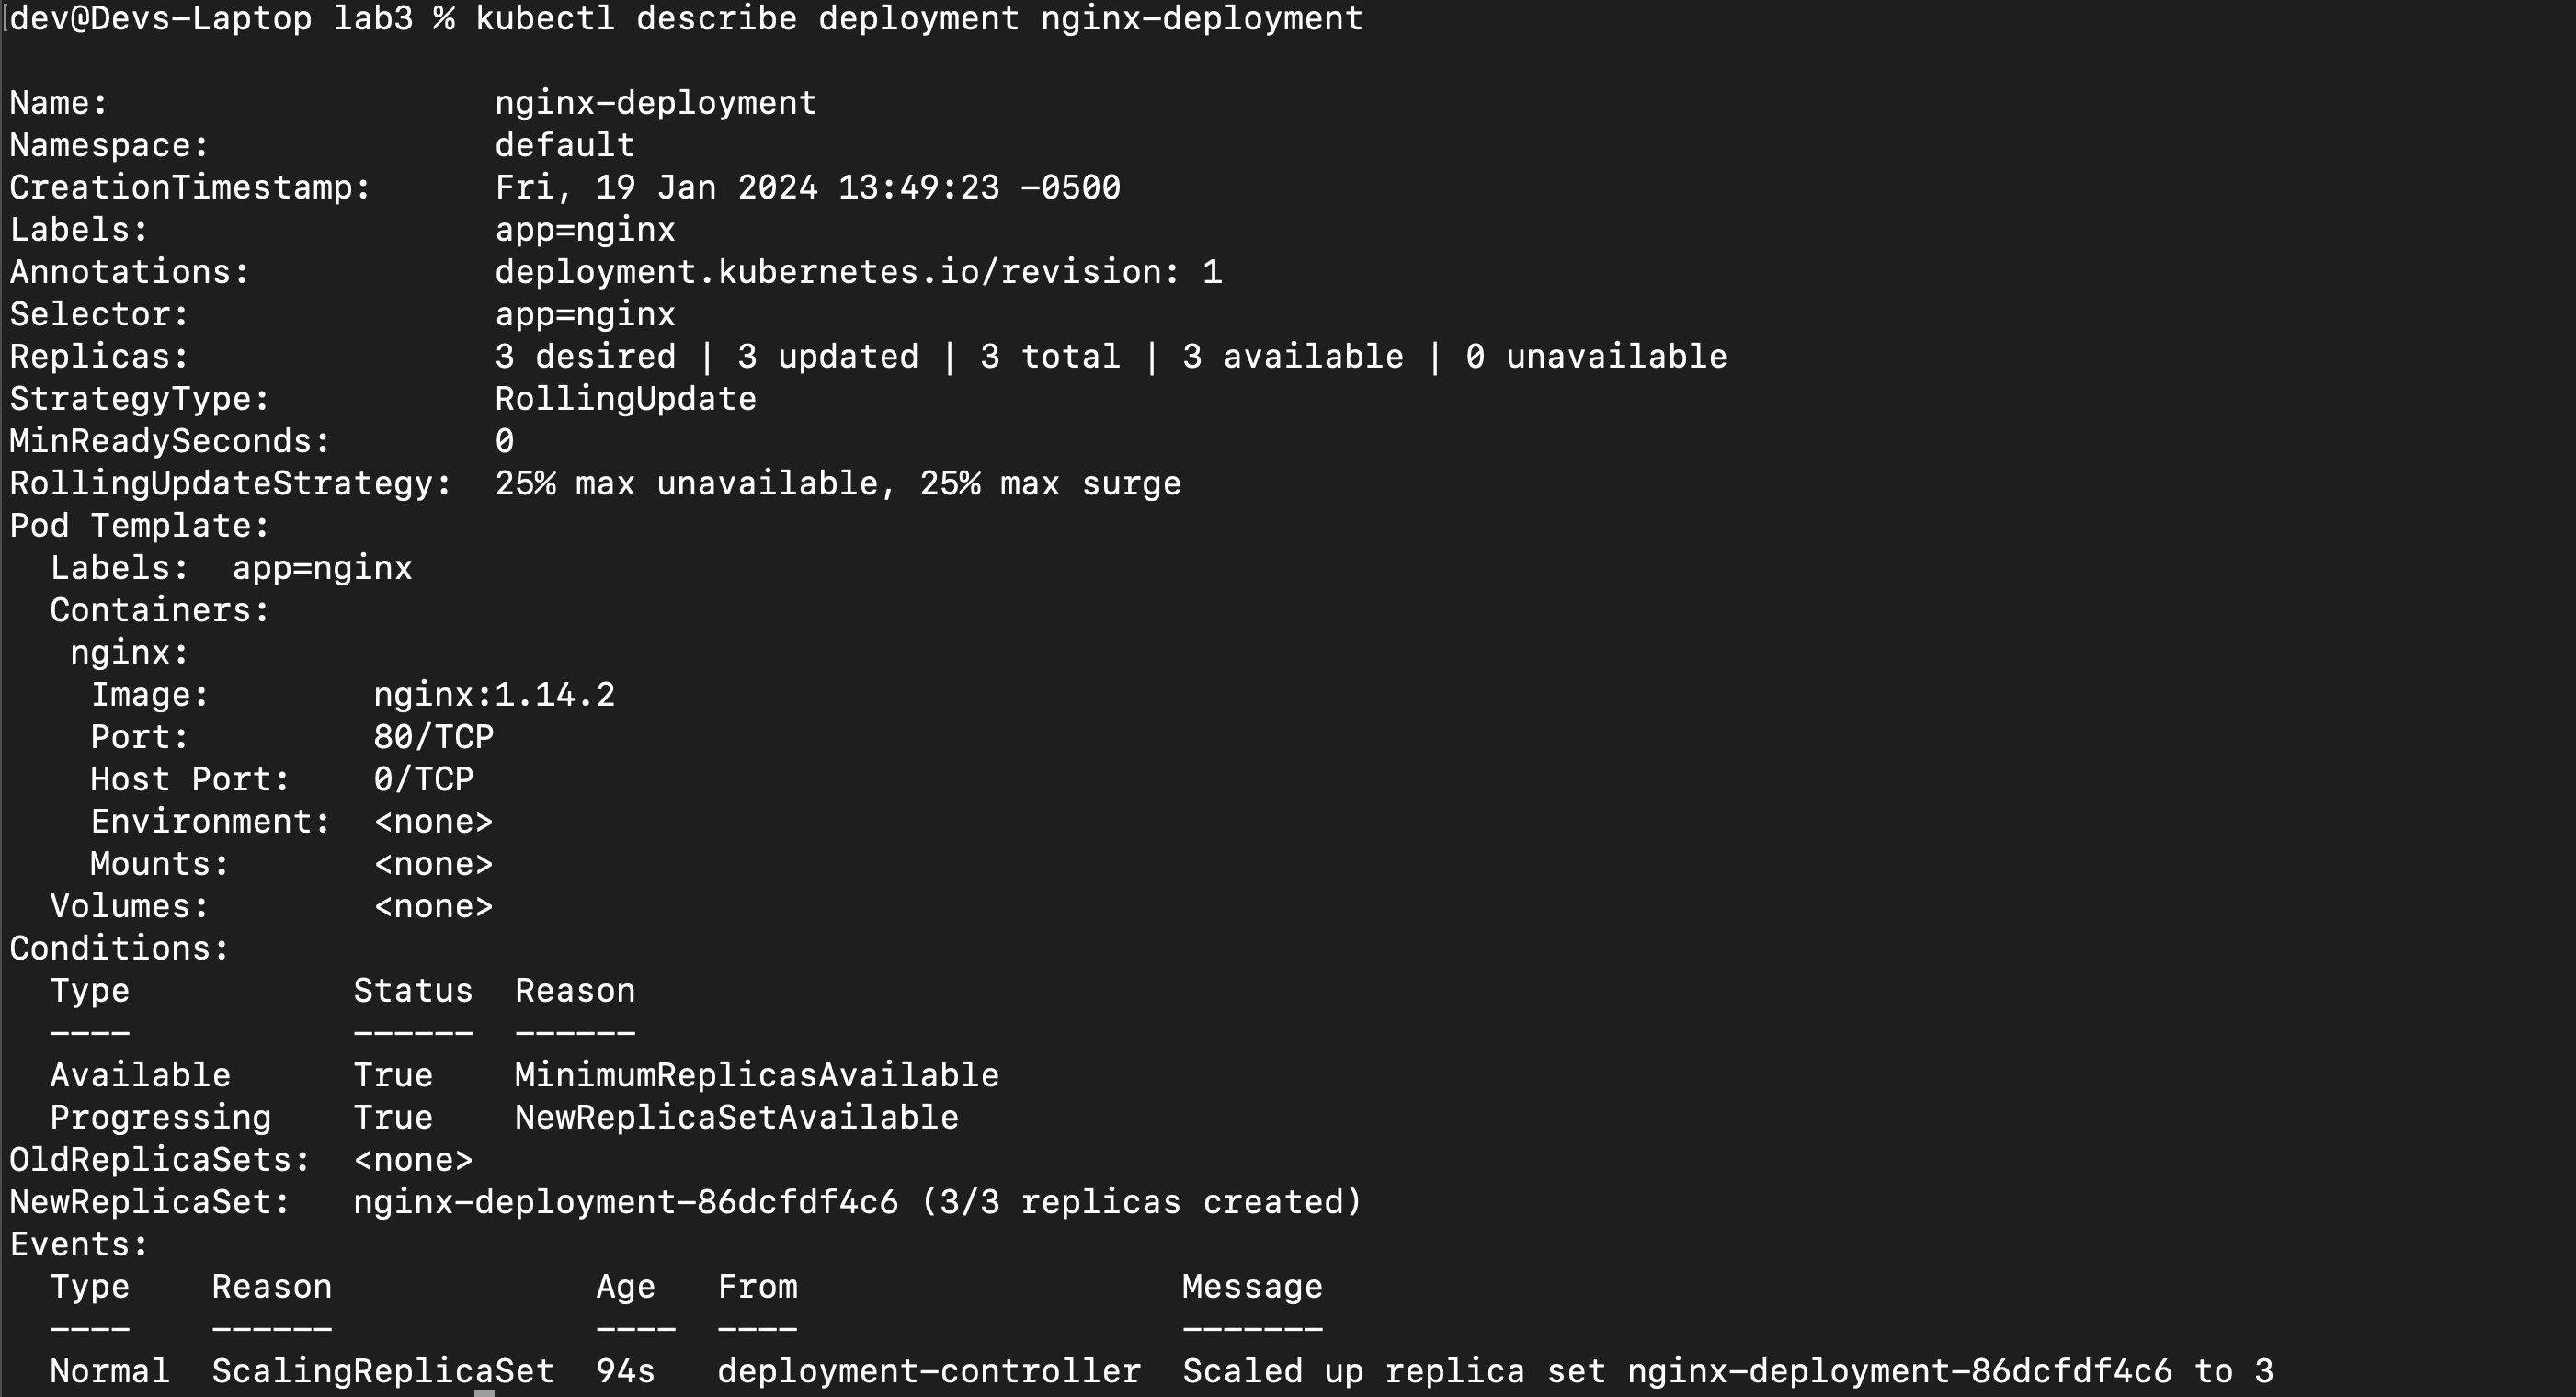 dev@Devs-Laptop lab3 % kubectl describe deployment nginx-deployment
Name:                   nginx-deployment
Namespace:              default
CreationTimestamp:      Fri, 19 Jan 2024 13:49:23 -0500
Labels:                 app=nginx
Annotations:            deployment.kubernetes.io/revision: 1
Selector:               app=nginx
Replicas:               3 desired | 3 updated | 3 total | 3 available | 0 unavailable
StrategyType:           RollingUpdate
MinReadySeconds:        0
RollingUpdateStrategy:  25% max unavailable, 25% max surge
Pod Template:
  Labels:  app=nginx
  Containers:
   nginx:
    Image:        nginx:1.14.2
    Port:         80/TCP
    Host Port:    0/TCP
    Environment:  <none>
    Mounts:       <none>
  Volumes:        <none>
Conditions:
  Type           Status  Reason
  ----           ------  ------
  Available      True    MinimumReplicasAvailable
  Progressing    True    NewReplicaSetAvailable
OldReplicaSets:  <none>
NewReplicaSet:   nginx-deployment-86dcfdf4c6 (3/3 replicas created)
Events:
  Type    Reason             Age   From                   Message
  ----    ------             ----  ----                   -------
  Normal  ScalingReplicaSet  94s   deployment-controller  Scaled up replica set nginx-deployment-86dcfdf4c6 to 3